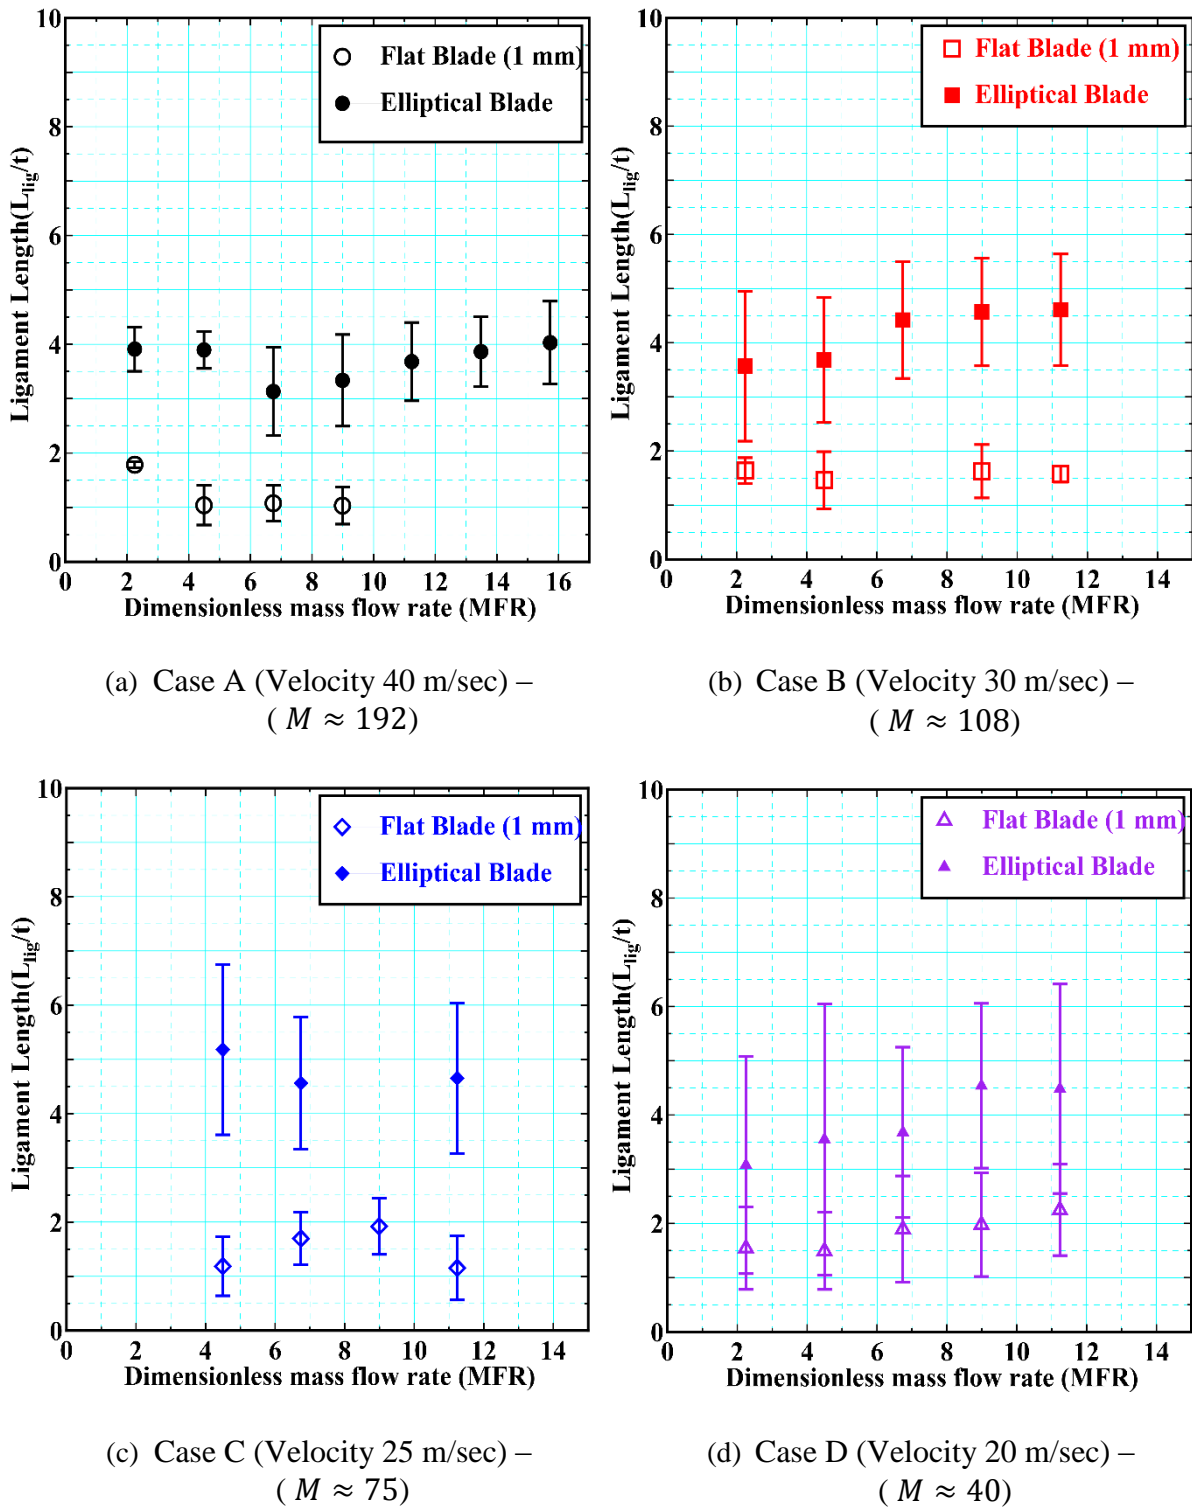 10
8
6
4
2
0
Ligament Length(L_lig/t)
Flat Blade (1 mm)
Elliptical Blade
0 2 4 6 8 10 12 14 16
Dimensionless mass flow rate (MFR)
(a) Case A (Velocity 40 m/sec) –
( M ≈ 192)
10
8
6
4
2
0
Ligament Length(L_lig/t)
Flat Blade (1 mm)
Elliptical Blade
0 2 4 6 8 10 12 14
Dimensionless mass flow rate (MFR)
(b) Case B (Velocity 30 m/sec) –
( M ≈ 108)
10
8
6
4
2
0
Ligament Length(L_lig/t)
Flat Blade (1 mm)
Elliptical Blade
0 2 4 6 8 10 12 14
Dimensionless mass flow rate (MFR)
(c) Case C (Velocity 25 m/sec) –
( M ≈ 75)
10
8
6
4
2
0
Ligament Length(L_lig/t)
Flat Blade (1 mm)
Elliptical Blade
0 2 4 6 8 10 12 14
Dimensionless mass flow rate (MFR)
(d) Case D (Velocity 20 m/sec) –
( M ≈ 40)